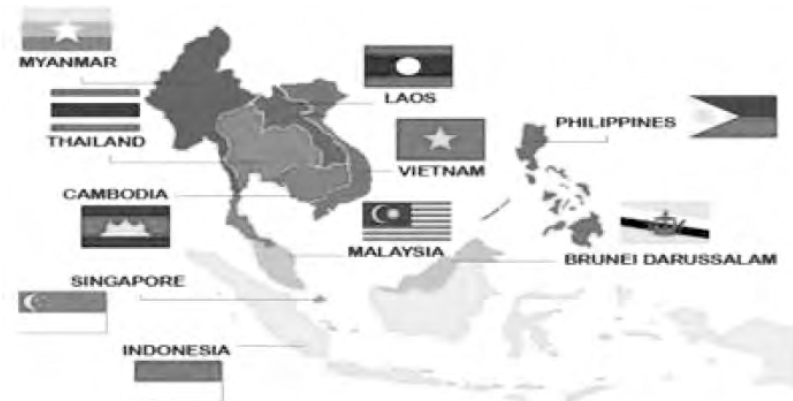 MYANMAR
LAOS
THAILAND
PHILIPPINES
VIETNAM
CAMBODIA
MALAYSIA
BRUNEI DARUSSALAM
SINGAPORE
INDONESIA